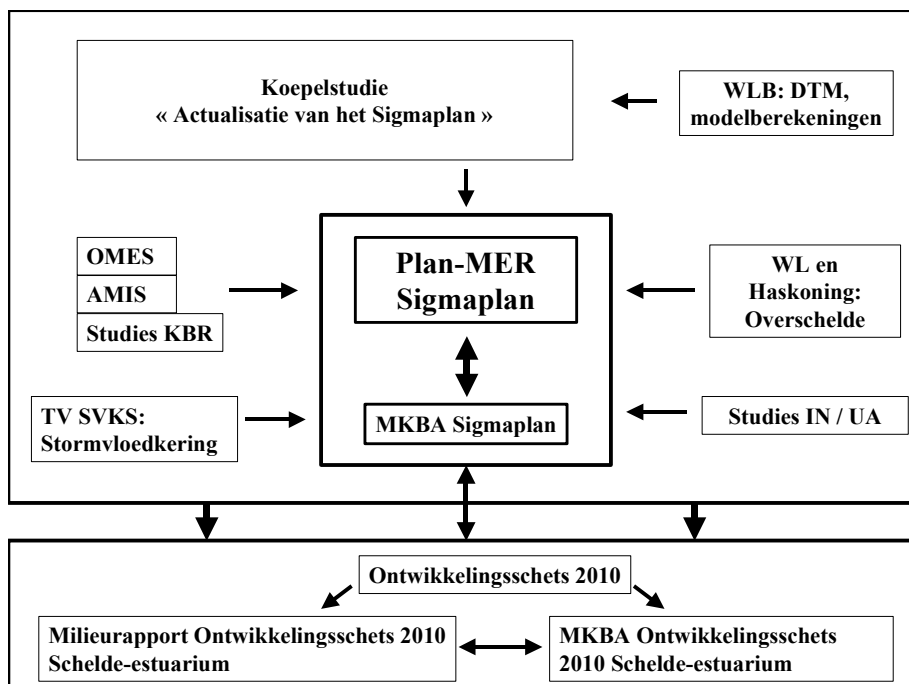 Koepelstudie
« Actualisatie van het Sigmaplan »
WLB: DTM,
modelberekeningen
OMES
AMIS
Studies KBR
Plan-MER
Sigmaplan
WL en
Haskoning:
Overschelde
TV SVKS:
Stormvloedkering
MKBA Sigmaplan
Studies IN / UA
Ontwikkelingsschets 2010
Milieurapport Ontwikkelingsschets 2010
Schelde-estuarium
MKBA Ontwikkelingsschets
2010 Schelde-estuarium